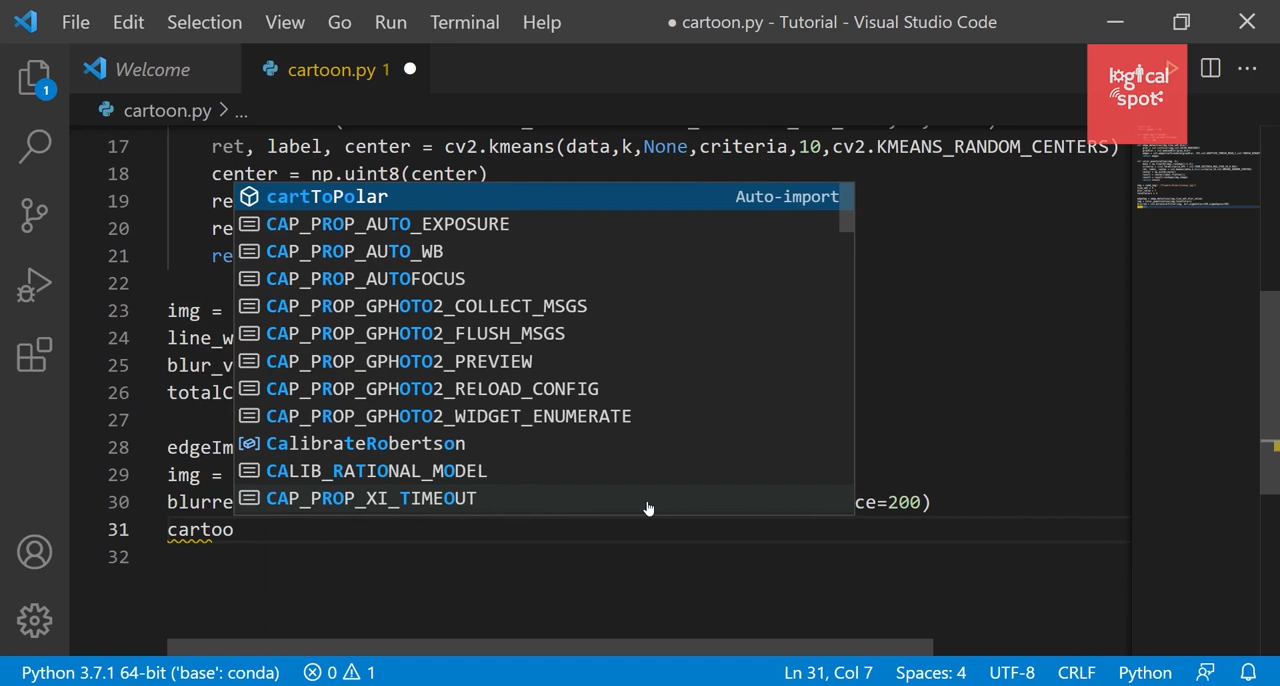 File Edit Selection View Go Run Terminal Help ● cartoon.py - Tutorial - Visual Studio Code
Welcome cartoon.py 1
logical spot
1
cartoon.py > ...
17 ret, label, center = cv2.kmeans(data,k,None,criteria,10,cv2.KMEANS_RANDOM_CENTERS)
18 center = np.uint8(center)
19 re
cartToPolar Auto-import
20 re
CAP_PROP_AUTO_EXPOSURE
21 re
CAP_PROP_AUTO_WB
22
CAP_PROP_AUTOFOCUS
23 img =
CAP_PROP_GPHOTO2_COLLECT_MSGS
24 line_w
CAP_PROP_GPHOTO2_FLUSH_MSGS
25 blur_v
CAP_PROP_GPHOTO2_PREVIEW
26 totalC
CAP_PROP_GPHOTO2_RELOAD_CONFIG
27
CAP_PROP_GPHOTO2_WIDGET_ENUMERATE
28 edgeIm
CalibrateRobertson
29 img =
CALIB_RATIONAL_MODEL
30 blurre
CAP_PROP_XI_TIMEOUT
ce=200)
31 cartoo
32
Python 3.7.1 64-bit ('base': conda) 0 1 Ln 31, Col 7 Spaces: 4 UTF-8 CRLF Python